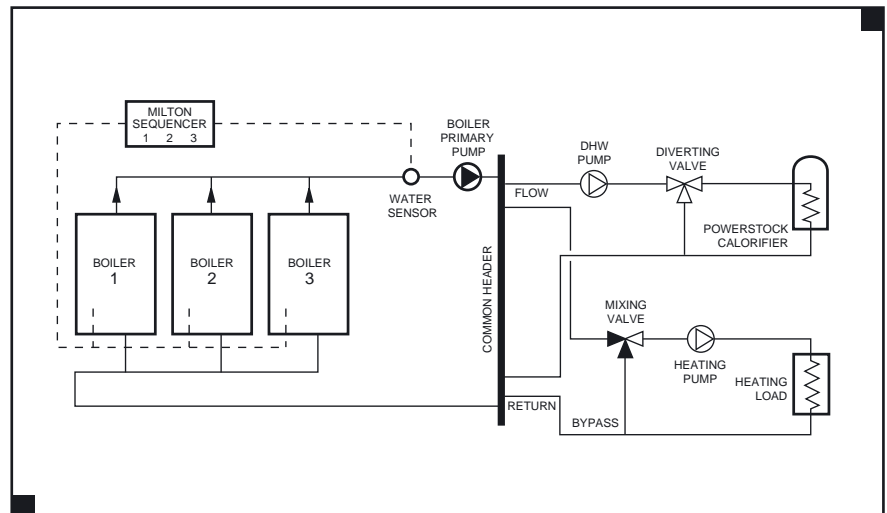 MILTON
SEQUENCER
1 2 3
BOILER
PRIMARY
PUMP
WATER
SENSOR
DHW
PUMP
DIVERTING
VALVE
FLOW
POWERSTOCK
CALORIFIER
BOILER
1
BOILER
2
BOILER
3
COMMON HEADER
MIXING
VALVE
HEATING
PUMP
HEATING
LOAD
RETURN
BYPASS